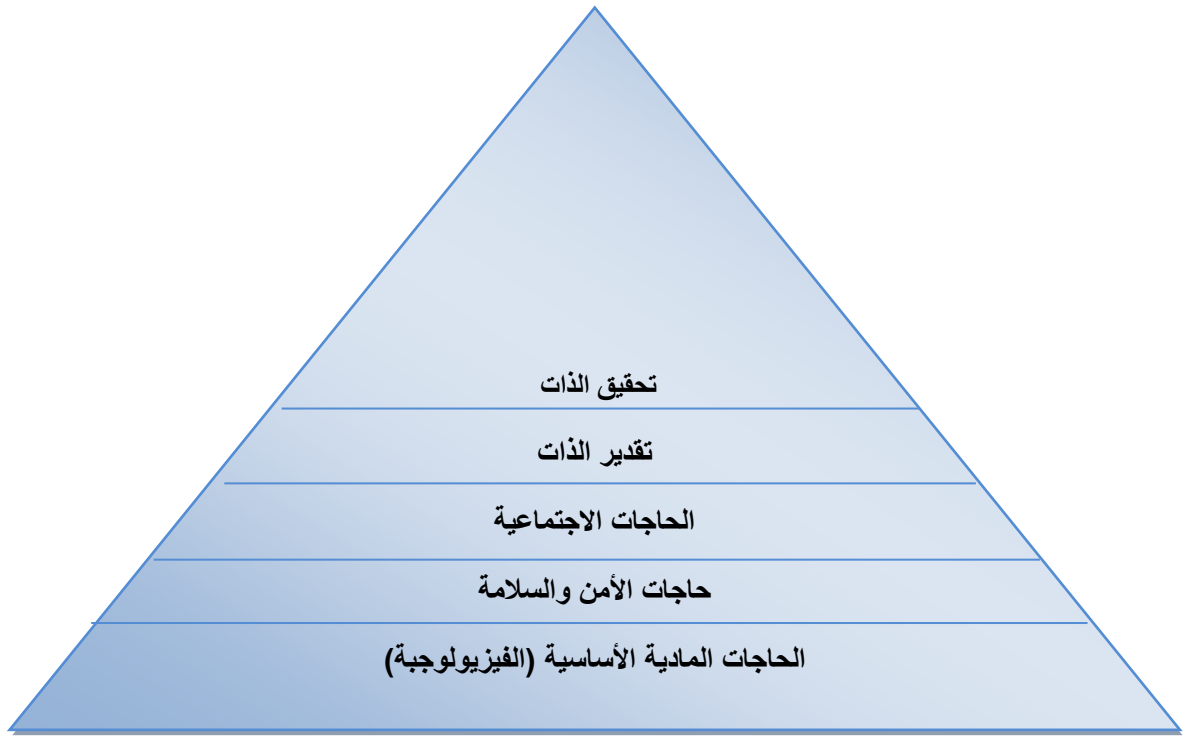 تحقيق الذات
تقدير الذات
الحاجات الاجتماعية
حاجات الأمن والسلامة
الحاجات المادية الأساسية (الفيزيولوجبة)